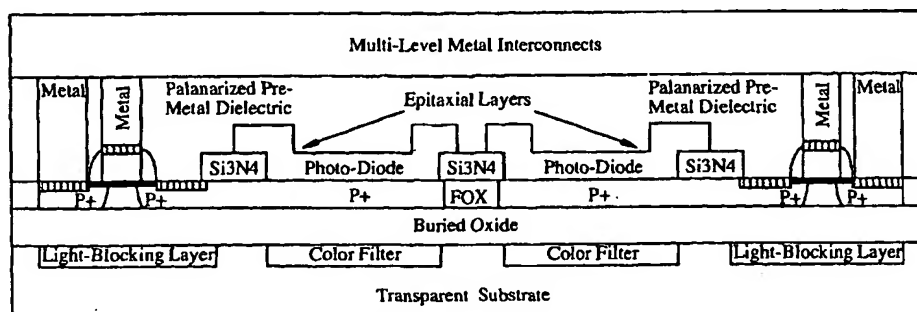 Multi-Level Metal Interconnects
Metal Metal Palanarized Pre-Metal Dielectric Epitaxial Layers Palanarized Pre-Metal Dielectric Metal Metal
Si3N4 Photo-Diode Si3N4 Photo-Diode Si3N4
P+ P+ P+ FOX P+ P+ P+
Buried Oxide
Light-Blocking Layer Color Filter Color Filter Light-Blocking Layer
Transparent Substrate